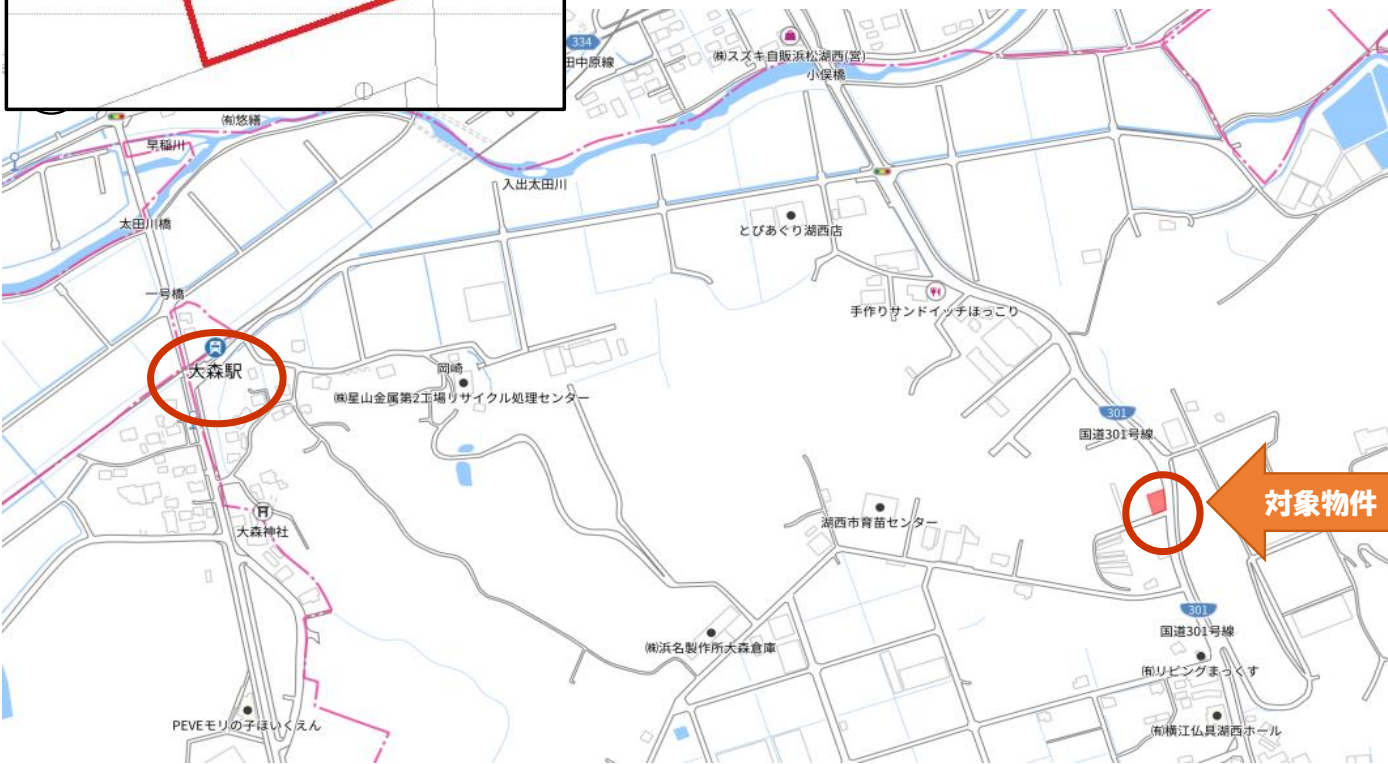 334
田中原線
㈱スズキ自販浜松湖西(営)
小俣橋
㈲悠繕
早稲川
入出太田川
太田川橋
とぴあぐり湖西店
一号橋
手作りサンドイッチほっこり
大森駅
岡崎
㈱星山金属第2工場リサイクル処理センター
301
国道301号線
対象物件
大森神社
湖西市育苗センター
301
国道301号線
㈱浜名製作所大森倉庫
㈲リビングまっくす
PEVEモリの子ほいくえん
㈲横江仏具湖西ホール